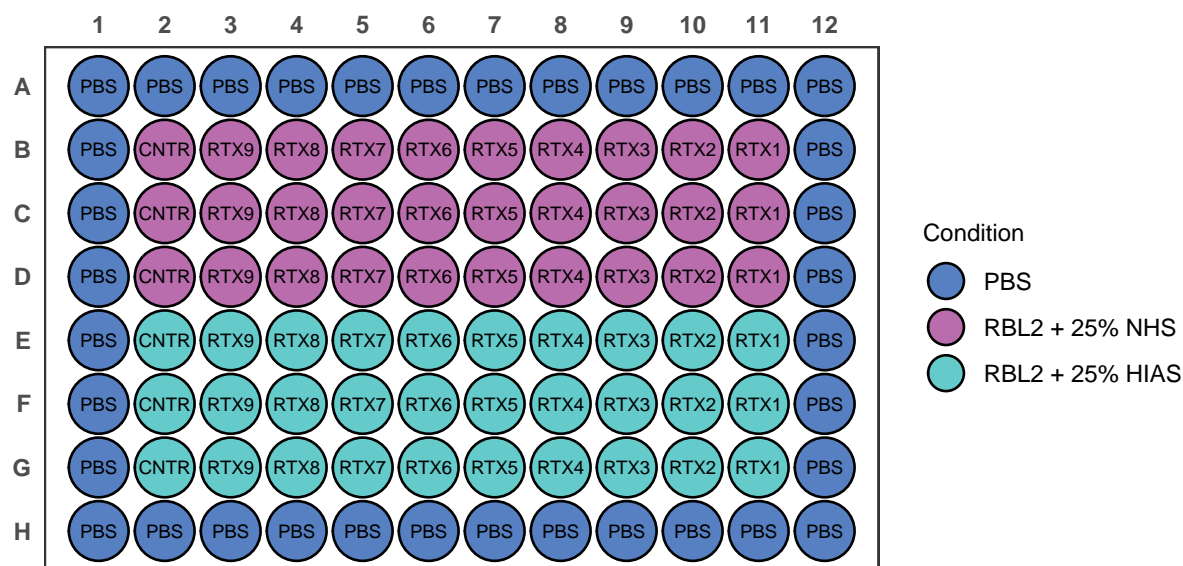 1 2 3 4 5 6 7 8 9 10 11 12
A PBS PBS PBS PBS PBS PBS PBS PBS PBS PBS PBS PBS
B PBS CNTR RTX9 RTX8 RTX7 RTX6 RTX5 RTX4 RTX3 RTX2 RTX1 PBS
C PBS CNTR RTX9 RTX8 RTX7 RTX6 RTX5 RTX4 RTX3 RTX2 RTX1 PBS
D PBS CNTR RTX9 RTX8 RTX7 RTX6 RTX5 RTX4 RTX3 RTX2 RTX1 PBS
E PBS CNTR RTX9 RTX8 RTX7 RTX6 RTX5 RTX4 RTX3 RTX2 RTX1 PBS
F PBS CNTR RTX9 RTX8 RTX7 RTX6 RTX5 RTX4 RTX3 RTX2 RTX1 PBS
G PBS CNTR RTX9 RTX8 RTX7 RTX6 RTX5 RTX4 RTX3 RTX2 RTX1 PBS
H PBS PBS PBS PBS PBS PBS PBS PBS PBS PBS PBS PBS
Condition
PBS
RBL2 + 25% NHS
RBL2 + 25% HIAS